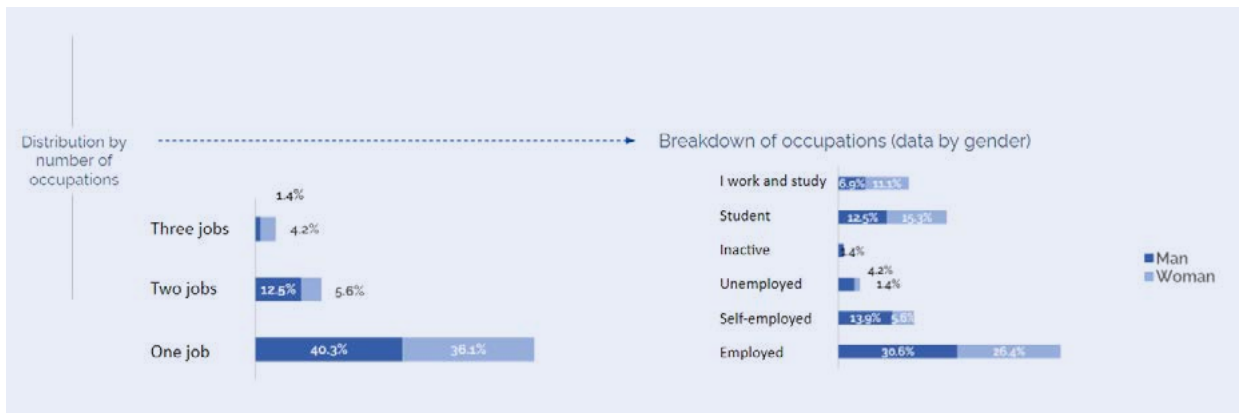 Distribution by
number of
occupations
Breakdown of occupations (data by gender)
1.4%
Three jobs 4.2%
Two jobs 12.5% 5.6%
One job 40.3% 36.1%
I work and study 6.9% 11.1%
Student 12.5% 15.3%
Inactive 1.4%
4.2%
Unemployed 1.4%
Self-employed 13.9% 5.6%
Employed 30.6% 26.4%
Man
Woman